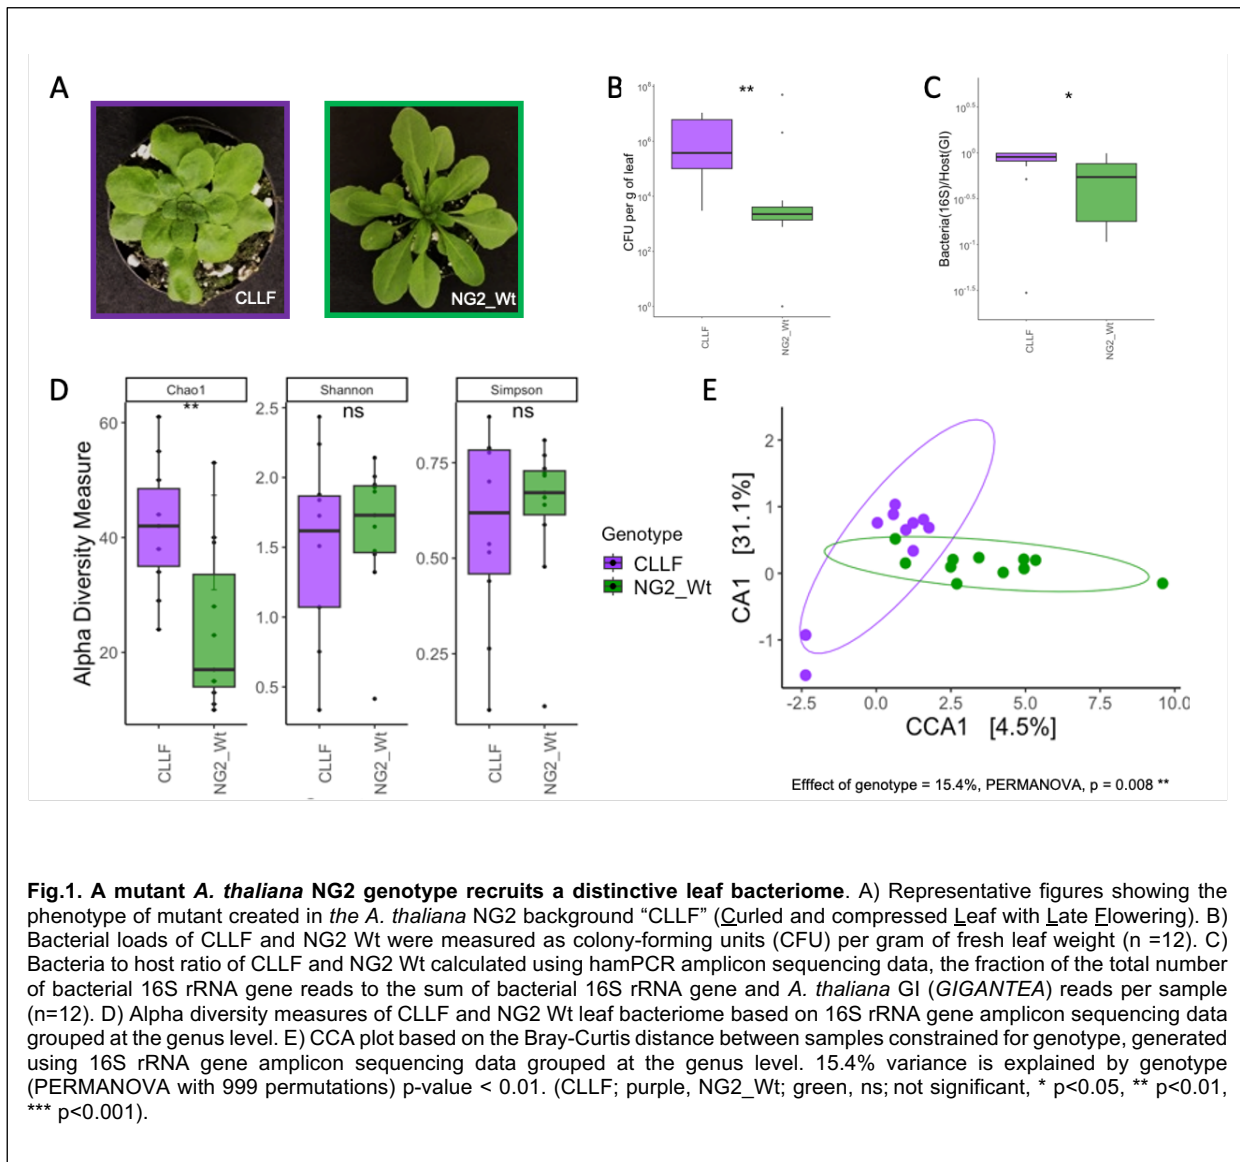 A
CLLF
NG2_Wt
B
CFU per g of leaf
10^8
10^6
10^4
10^2
10^0
**
CLLF
NG2_Wt
C
Bacteria(16S)/Host(GI)
10^0.5
10^0
10^-0.5
10^-1
10^-1.5
*
CLLF
NG2_Wt
D
Alpha Diversity Measure
Chao1
**
60
40
20
CLLF
NG2_Wt
Shannon
ns
2.5
2.0
1.5
1.0
0.5
CLLF
NG2_Wt
Simpson
ns
0.75
0.50
0.25
CLLF
NG2_Wt
Genotype
CLLF
NG2_Wt
E
CA1 [31.1%]
2
1
0
-1
-2.5
0.0
2.5
5.0
7.5
10.0
CCA1 [4.5%]
Efffect of genotype = 15.4%, PERMANOVA, p = 0.008 **
Fig.1. A mutant A. thaliana NG2 genotype recruits a distinctive leaf bacteriome. A) Representative figures showing the
phenotype of mutant created in the A. thaliana NG2 background “CLLF” (Curled and compressed Leaf with Late Flowering). B)
Bacterial loads of CLLF and NG2 Wt were measured as colony-forming units (CFU) per gram of fresh leaf weight (n =12). C)
Bacteria to host ratio of CLLF and NG2 Wt calculated using hamPCR amplicon sequencing data, the fraction of the total number
of bacterial 16S rRNA gene reads to the sum of bacterial 16S rRNA gene and A. thaliana GI (GIGANTEA) reads per sample
(n=12). D) Alpha diversity measures of CLLF and NG2 Wt leaf bacteriome based on 16S rRNA gene amplicon sequencing data
grouped at the genus level. E) CCA plot based on the Bray-Curtis distance between samples constrained for genotype, generated
using 16S rRNA gene amplicon sequencing data grouped at the genus level. 15.4% variance is explained by genotype
(PERMANOVA with 999 permutations) p-value < 0.01. (CLLF; purple, NG2_Wt; green, ns; not significant, * p<0.05, ** p<0.01,
*** p<0.001).